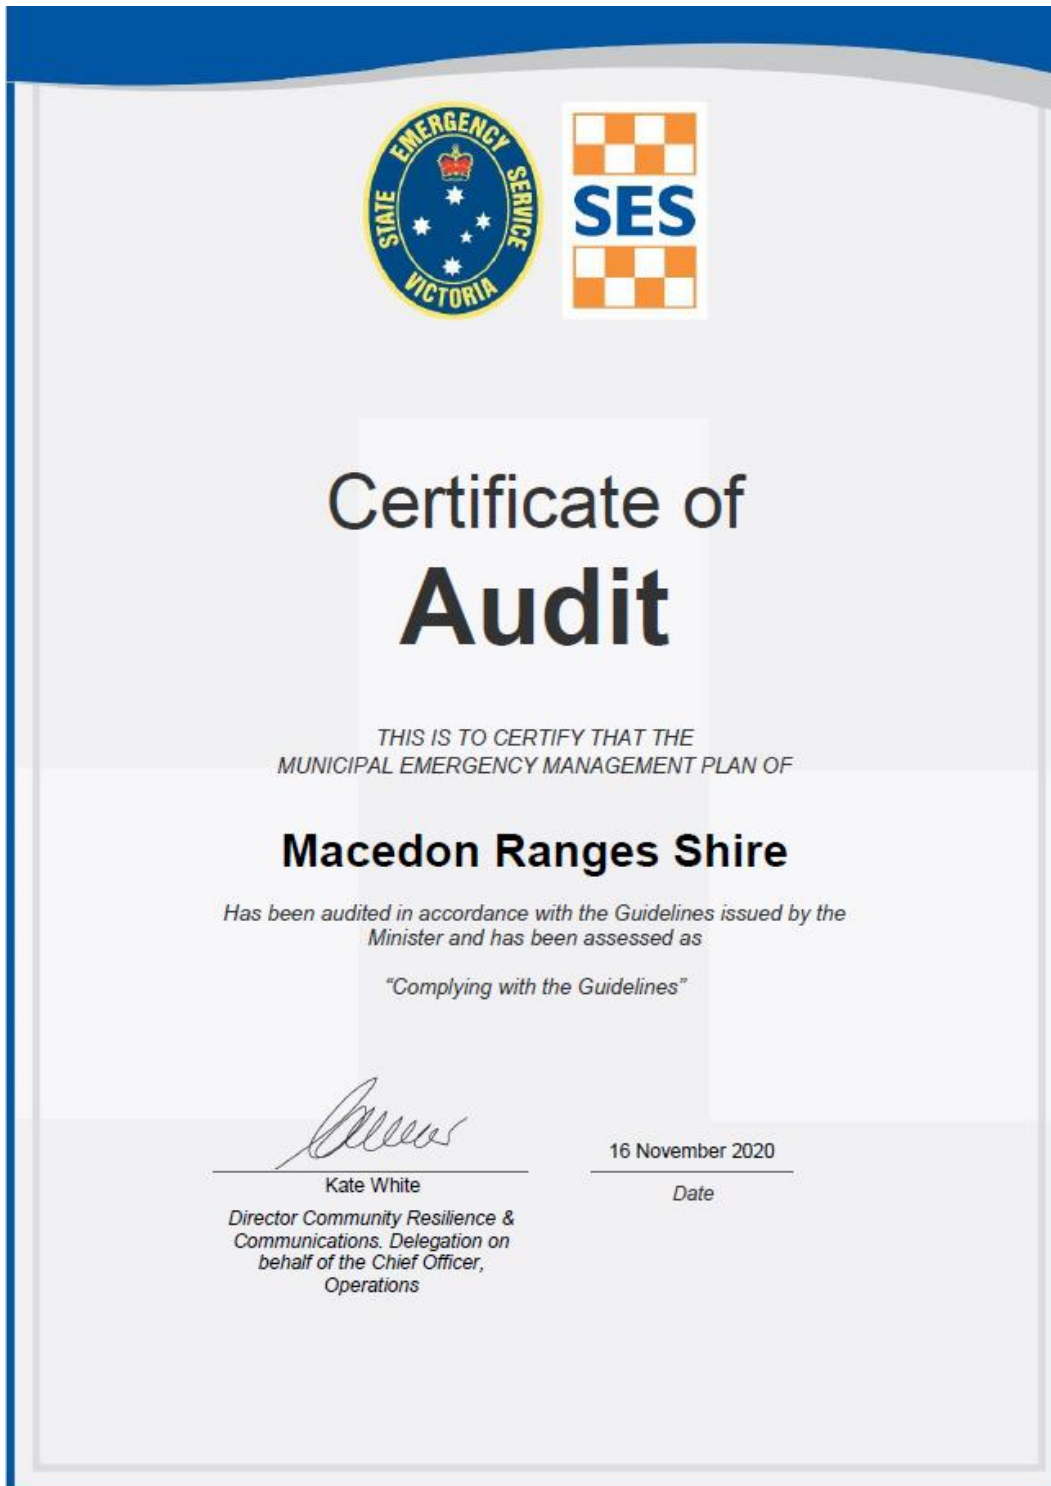 STATE EMERGENCY SERVICE
VICTORIA
SES
Certificate of
Audit
THIS IS TO CERTIFY THAT THE
MUNICIPAL EMERGENCY MANAGEMENT PLAN OF
Macedon Ranges Shire
Has been audited in accordance with the Guidelines issued by the
Minister and has been assessed as
“Complying with the Guidelines”
16 November 2020
Kate White
Date
Director Community Resilience &
Communications. Delegation on
behalf of the Chief Officer,
Operations